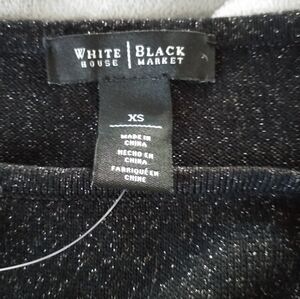 WHITE | BLACK
HOUSE | MARKET
XS
MADE IN
CHINA
HECHO EN
CHINA
FABRIQUÉ EN
CHINE